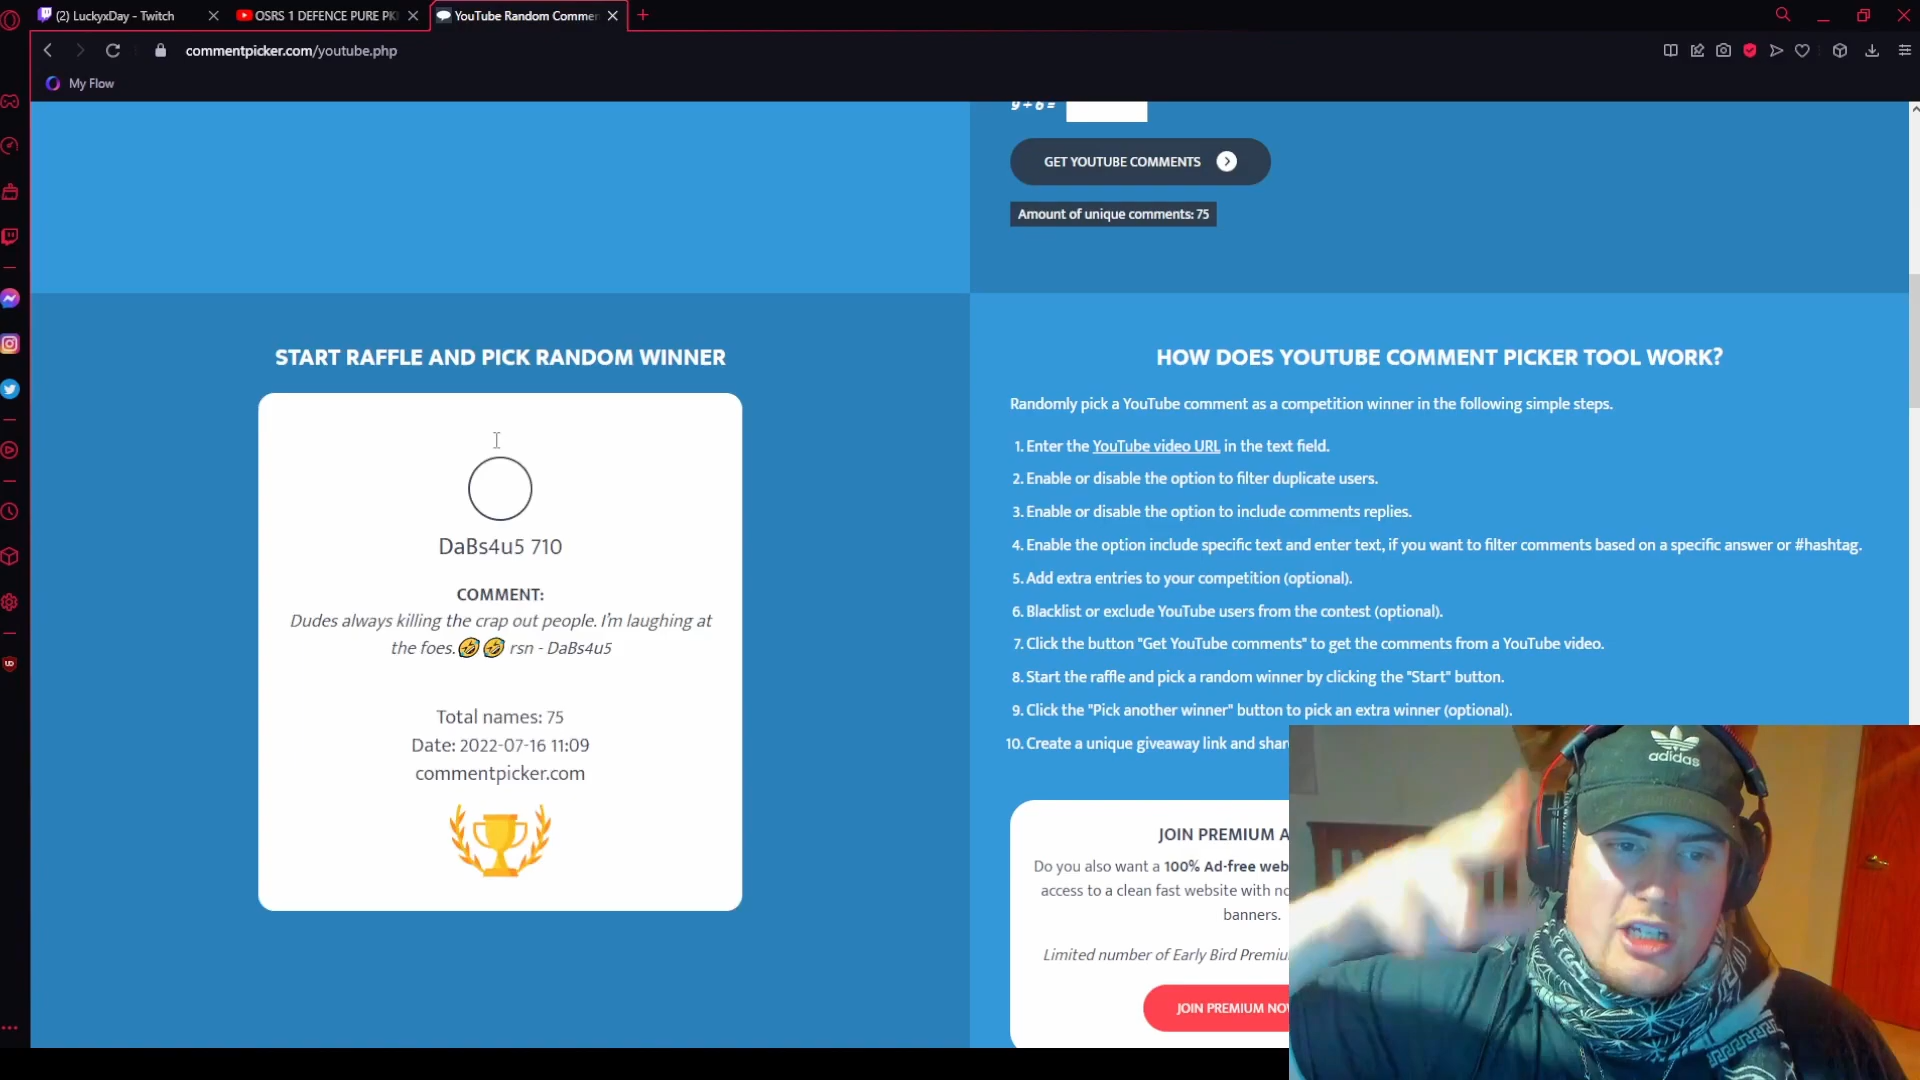 (2) LuckyxDay - Twitch
OSRS 1 DEFENCE PURE PK
YouTube Random Comme
commentpicker.com/youtube.php
My Flow
9+6=
GET YOUTUBE COMMENTS
Amount of unique comments: 75
START RAFFLE AND PICK RANDOM WINNER
DaBs4u5 710
COMMENT:
Dudes always killing the crap out people. I'm laughing at
the foes.🤣🤣 rsn - DaBs4u5
Total names: 75
Date: 2022-07-16 11:09
commentpicker.com
HOW DOES YOUTUBE COMMENT PICKER TOOL WORK?
Randomly pick a YouTube comment as a competition winner in the following simple steps.
1. Enter the YouTube video URL in the text field.
2. Enable or disable the option to filter duplicate users.
3. Enable or disable the option to include comments replies.
4. Enable the option include specific text and enter text, if you want to filter comments based on a specific answer or #hashtag.
5. Add extra entries to your competition (optional).
6. Blacklist or exclude YouTube users from the contest (optional).
7. Click the button "Get YouTube comments" to get the comments from a YouTube video.
8. Start the raffle and pick a random winner by clicking the "Start" button.
9. Click the "Pick another winner" button to pick an extra winner (optional).
10. Create a unique giveaway link and shar
JOIN PREMIUM A
Do you also want a 100% Ad-free web
access to a clean fast website with no
banners.
Limited number of Early Bird Premiu
JOIN PREMIUM NO
adidas